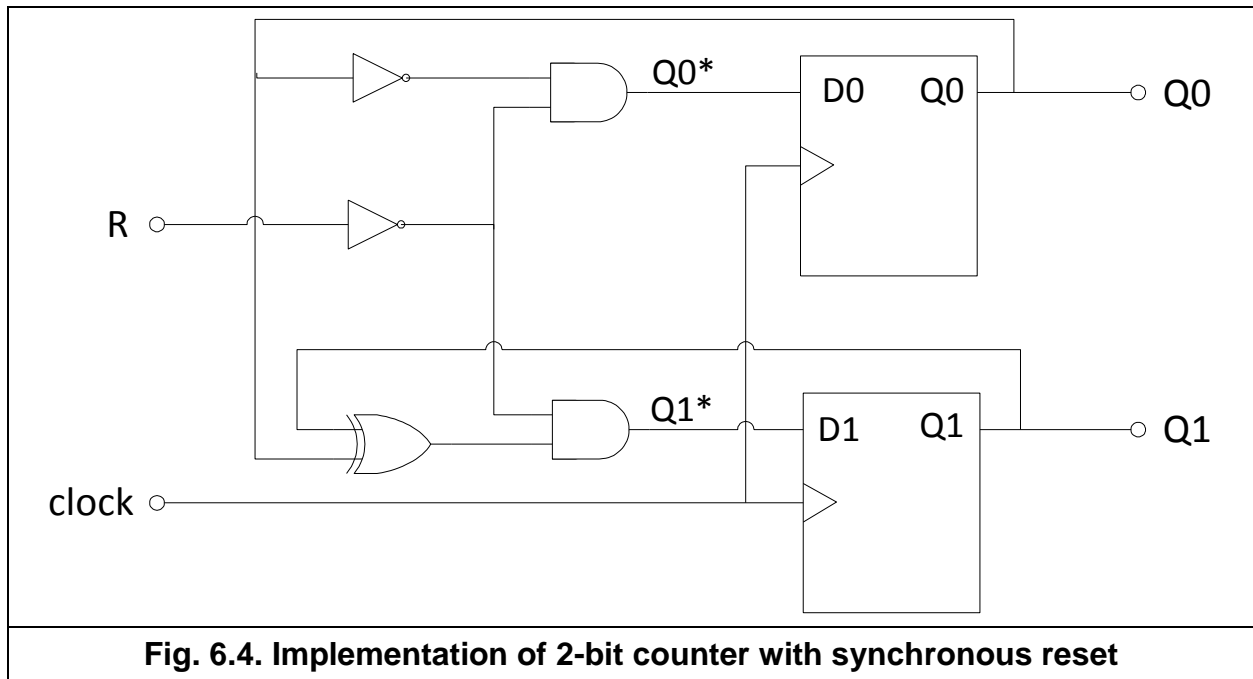 Q0*
D0 Q0
Q0
R
Q1*
D1 Q1
Q1
clock
Fig. 6.4. Implementation of 2-bit counter with synchronous reset